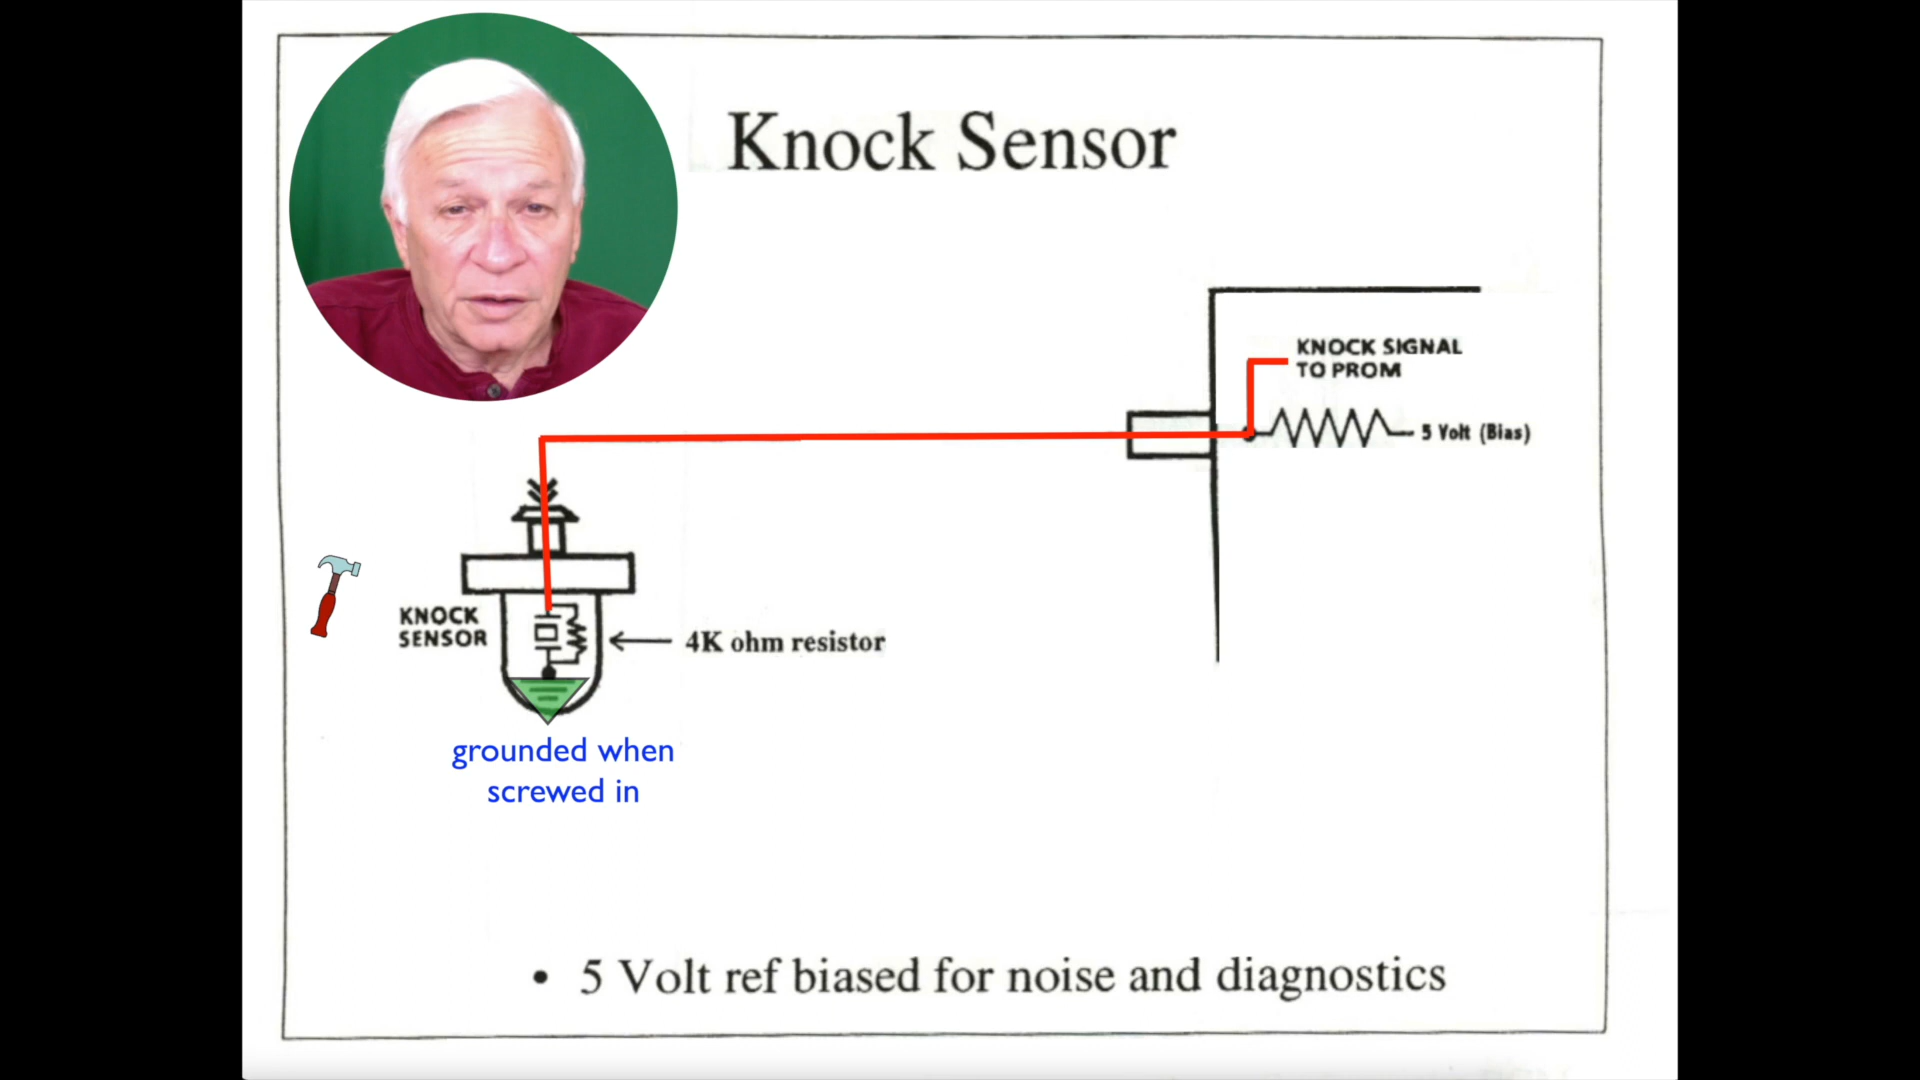 Knock Sensor
KNOCK SIGNAL
TO PROM
5 Volt (Bias)
KNOCK
SENSOR
4K ohm resistor
grounded when
screwed in
• 5 Volt ref biased for noise and diagnostics